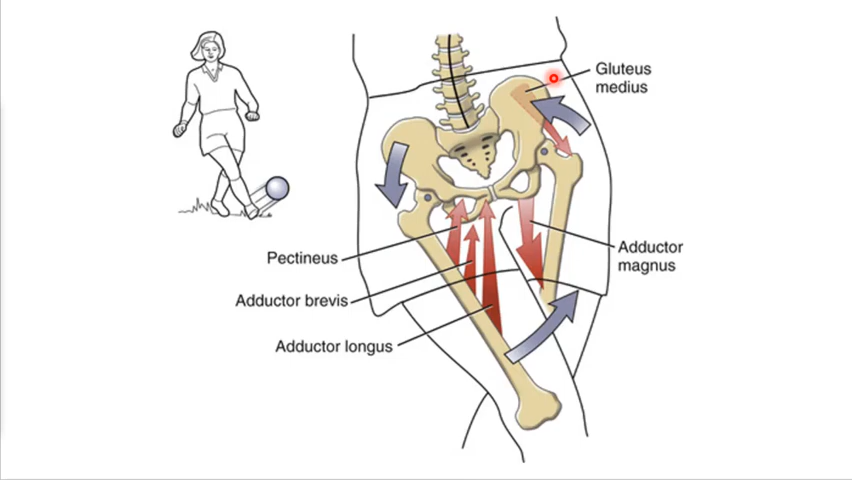 Gluteus
medius
Pectineus
Adductor
magnus
Adductor brevis
Adductor longus